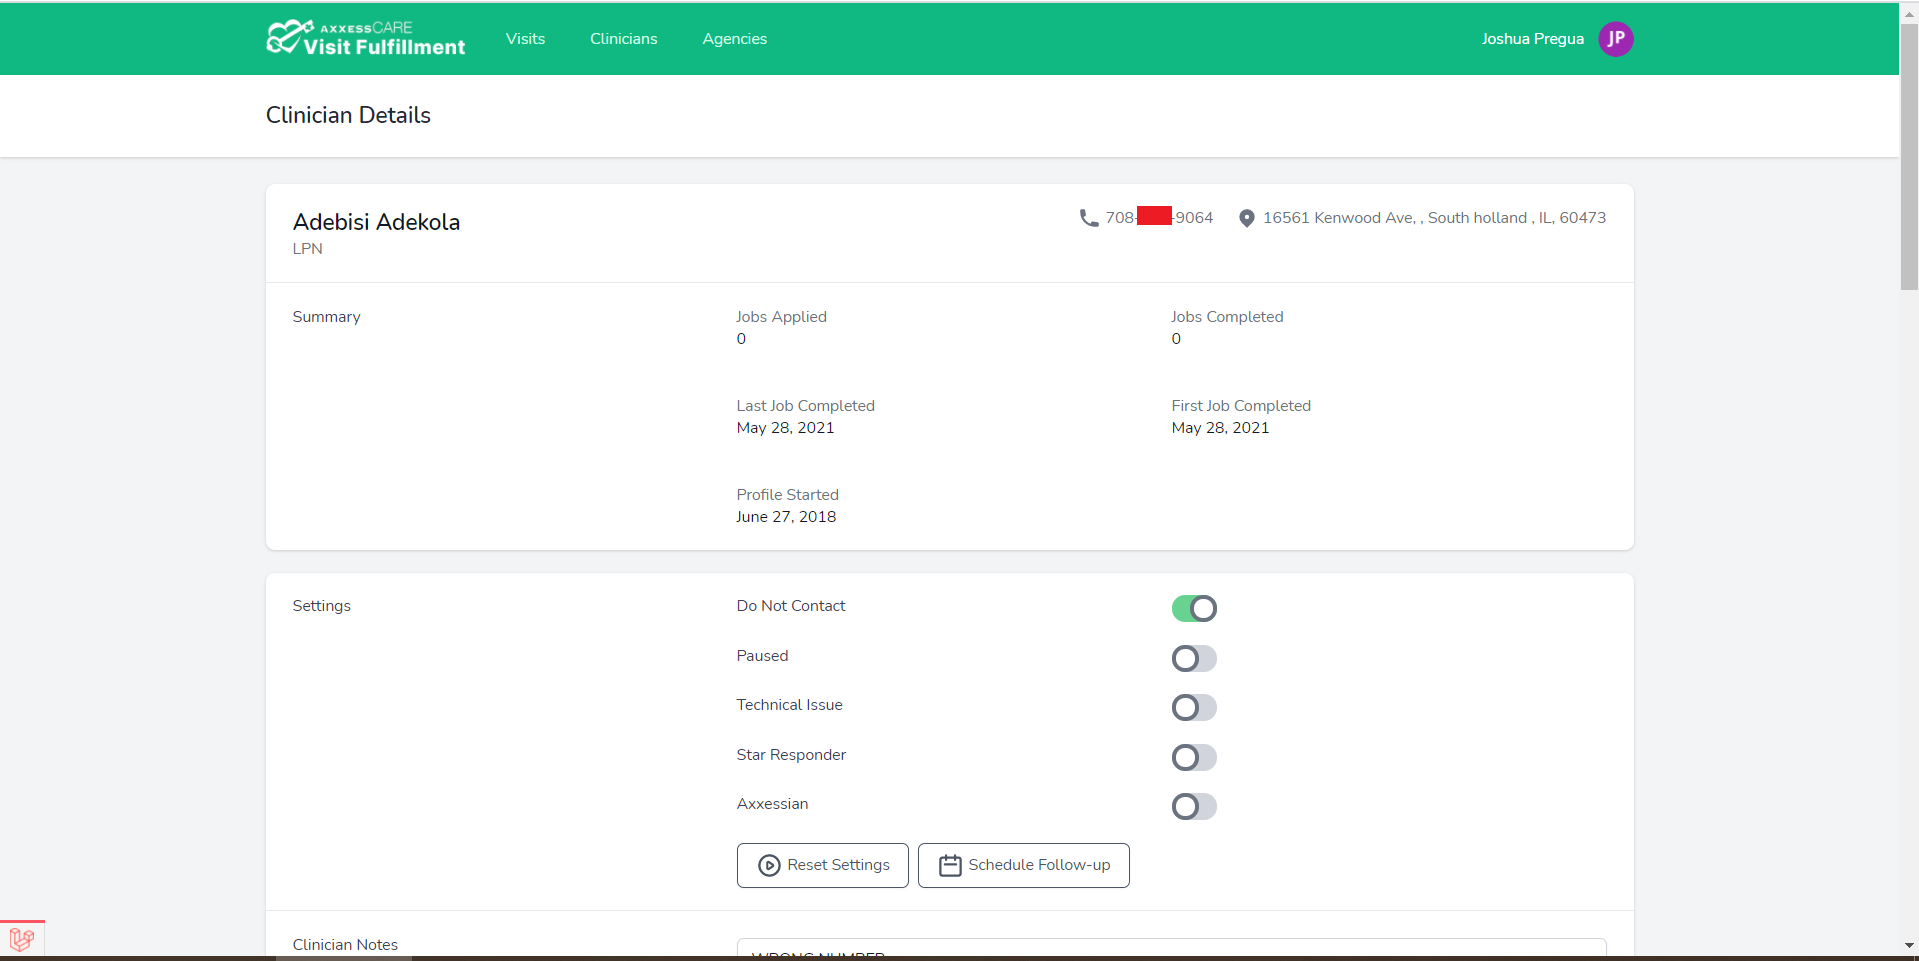 AXXESSCARE
Visit Fulfillment
Visits
Clinicians
Agencies
Joshua Pregua
JP
Clinician Details
Adebisi Adekola
LPN
708- -9064
16561 Kenwood Ave, , South holland , IL, 60473
Summary
Jobs Applied
0
Jobs Completed
0
Last Job Completed
May 28, 2021
First Job Completed
May 28, 2021
Profile Started
June 27, 2018
Settings
Do Not Contact
Paused
Technical Issue
Star Responder
Axxessian
Reset Settings
Schedule Follow-up
Clinician Notes
WRONG NUMBER